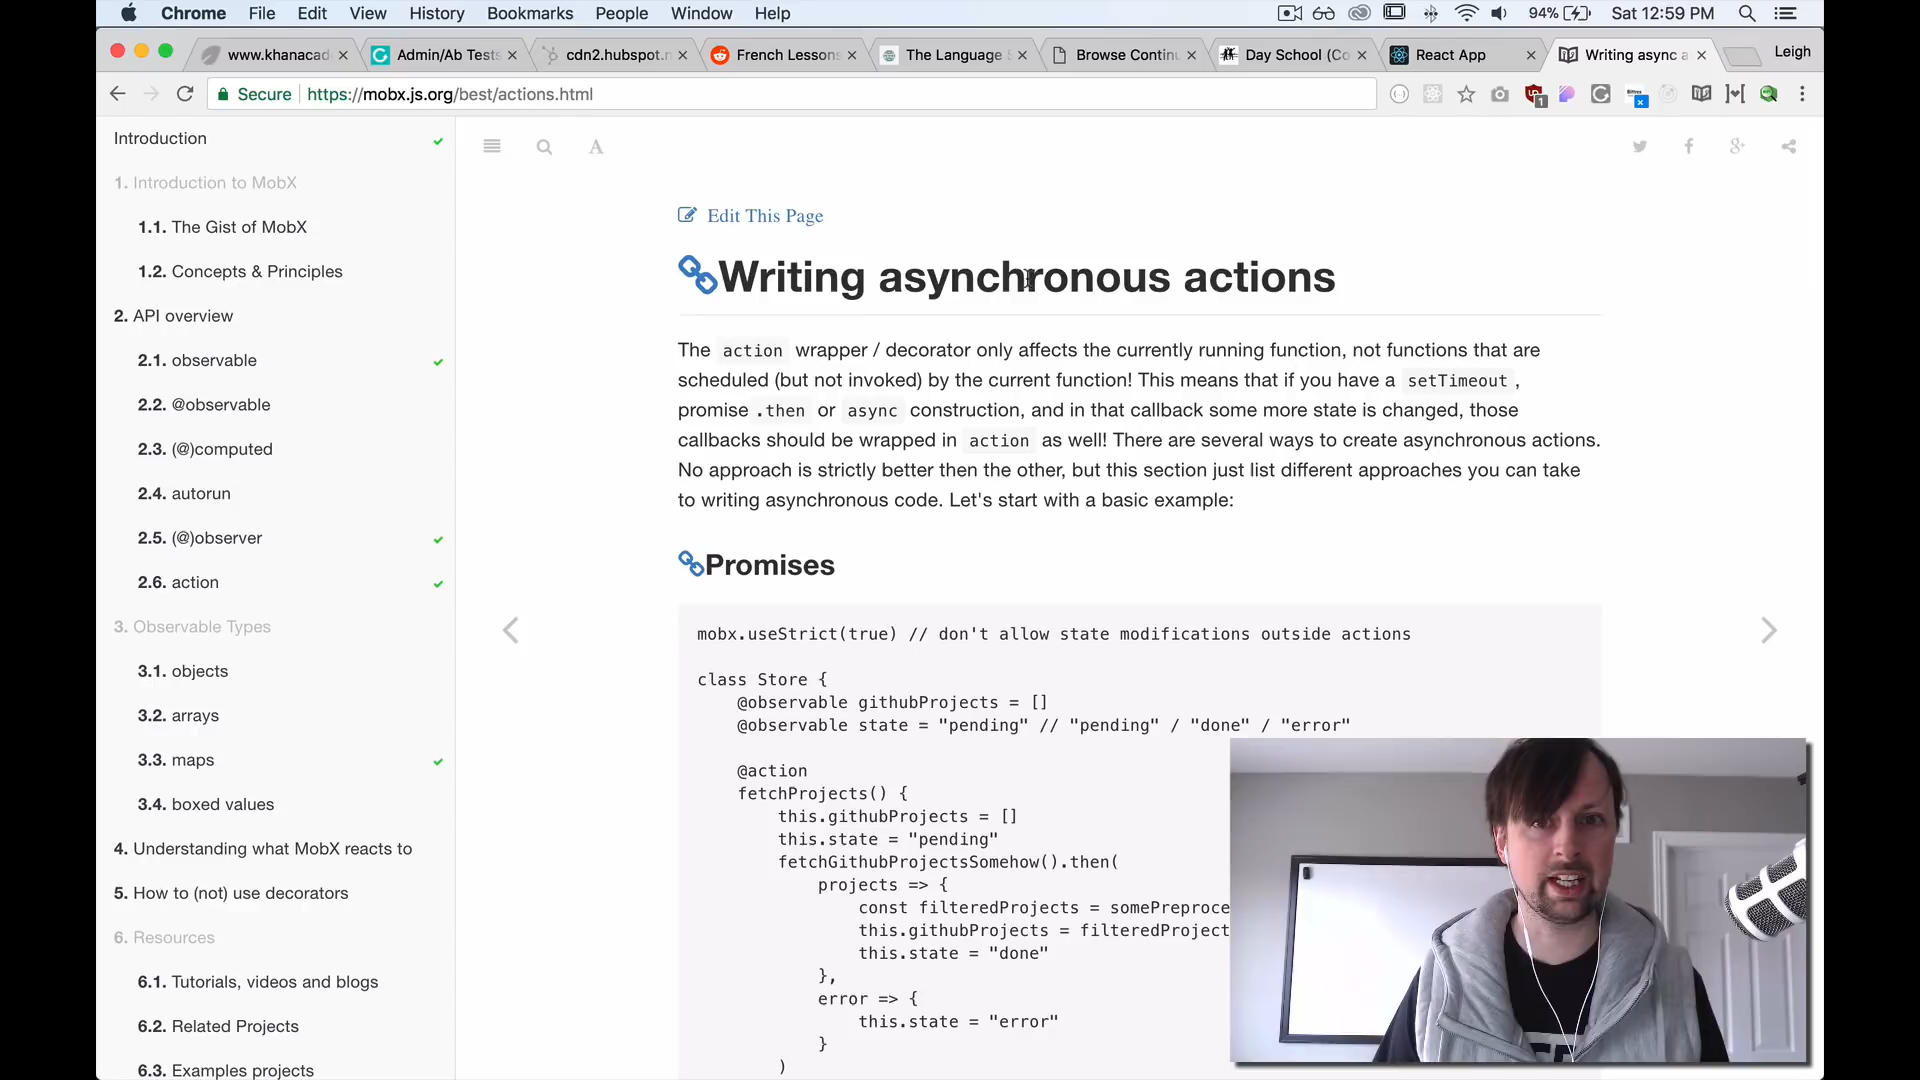 Chrome File Edit View History Bookmarks People Window Help 94% Sat 12:59 PM
www.khanacad Admin/Ab Tests cdn2.hubspot.n French Lessons The Language S Browse Continu Day School (Co React App Writing async a Leigh
Secure https://mobx.js.org/best/actions.html
Introduction
1. Introduction to MobX
1.1. The Gist of MobX
1.2. Concepts & Principles
2. API overview
2.1. observable
2.2. @observable
2.3. (@)computed
2.4. autorun
2.5. (@)observer
2.6. action
3. Observable Types
3.1. objects
3.2. arrays
3.3. maps
3.4. boxed values
4. Understanding what MobX reacts to
5. How to (not) use decorators
6. Resources
6.1. Tutorials, videos and blogs
6.2. Related Projects
6.3. Examples projects
A
Edit This Page
Writing asynchronous actions
The action wrapper / decorator only affects the currently running function, not functions that are
scheduled (but not invoked) by the current function! This means that if you have a setTimeout ,
promise .then or async construction, and in that callback some more state is changed, those
callbacks should be wrapped in action as well! There are several ways to create asynchronous actions.
No approach is strictly better then the other, but this section just list different approaches you can take
to writing asynchronous code. Let's start with a basic example:
Promises
mobx.useStrict(true) // don't allow state modifications outside actions
class Store {
@observable githubProjects = []
@observable state = "pending" // "pending" / "done" / "error"
@action
fetchProjects() {
this.githubProjects = []
this.state = "pending"
fetchGithubProjectsSomehow().then(
projects => {
const filteredProjects = somePreproce
this.githubProjects = filteredProject
this.state = "done"
},
error => {
this.state = "error"
}
)